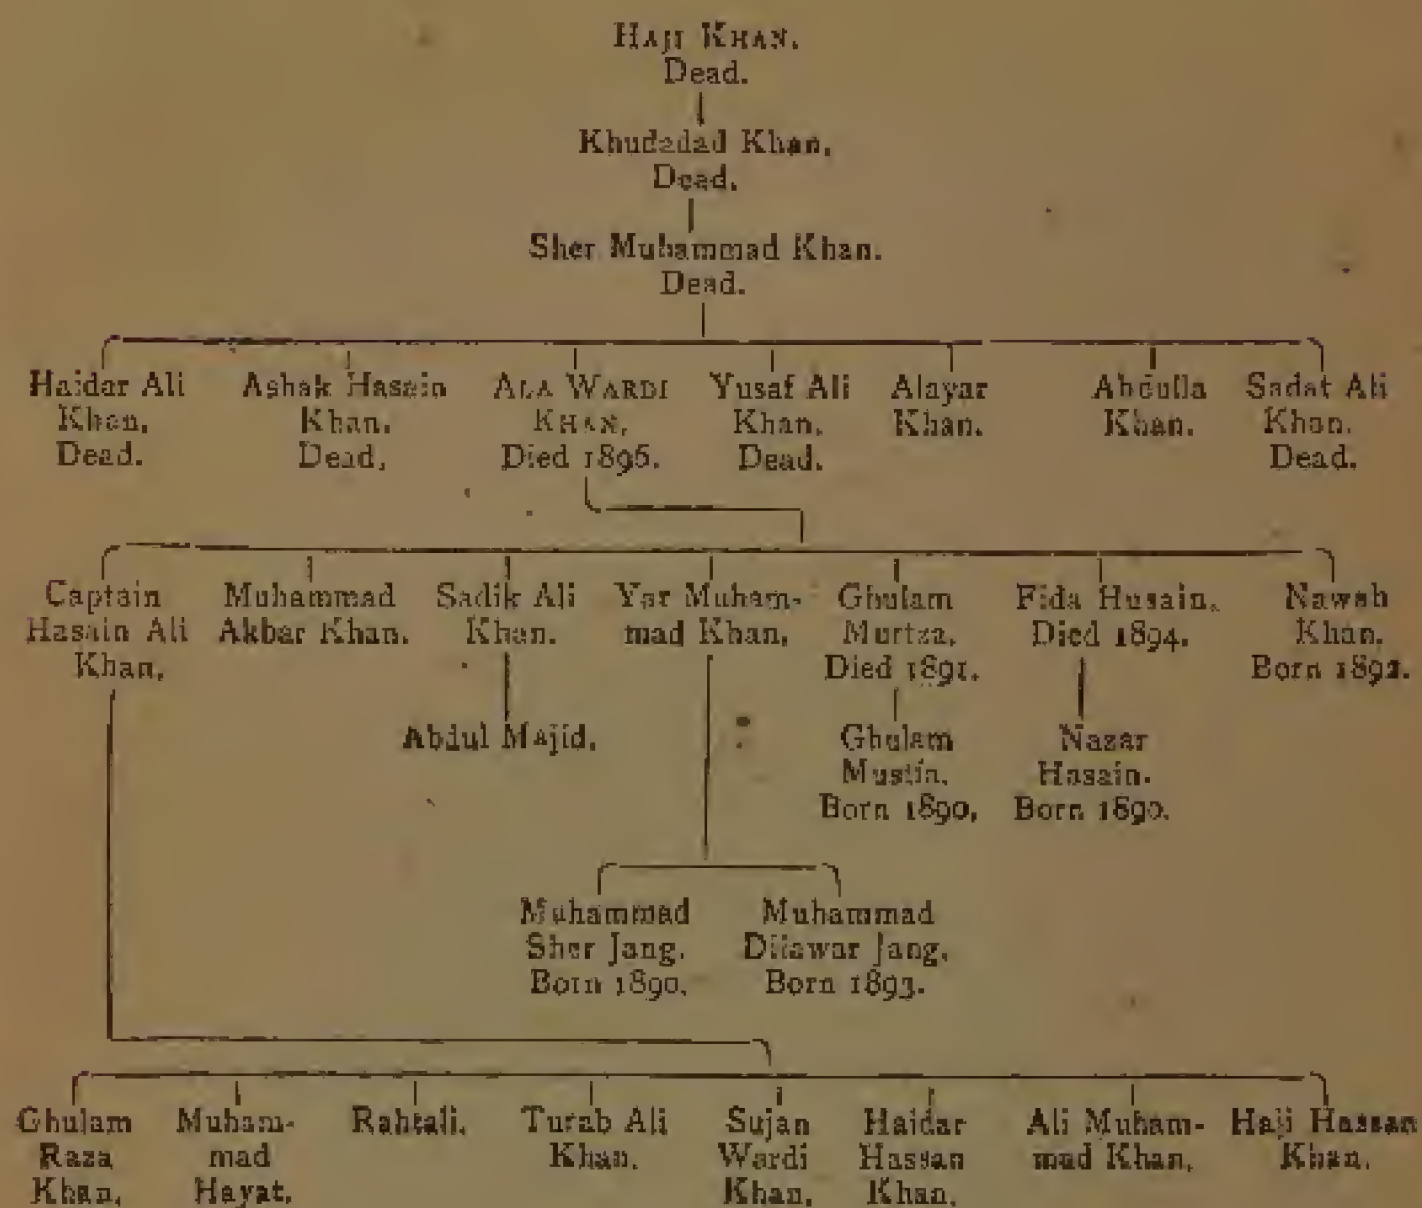 HAJI KHAN.
Dead.
Khudadad Khan.
Dead.
Sher Muhammad Khan.
Dead.
Haidar Ali
Khan.
Dead.
Ashak Hasain
Khan.
Dead.
ALA WARDI
KHAN.
Died 1896.
Yusaf Ali
Khan.
Dead.
Alayar
Khan.
Abdulla
Khan.
Sadat Ali
Khan.
Dead.
Captain
Hasain Ali
Khan.
Muhammad
Akbar Khan.
Sadik Ali
Khan.
Yar Muham-
mad Khan.
Ghulam
Murtza.
Died 1891.
Fida Husain.
Died 1894.
Nawab
Khan.
Born 1892.
Abdul Majid.
Ghulam
Born 1890.
Nazar
Hasain.
Born 1890.
Muhammad
Sher Jang.
Born 1890.
Muhammad
Dilawar Jang.
Born 1893.
Ghulam
Raza
Khan.
Muham-
mad
Hayat.
Rahtali.
Turab Ali
Khan.
Sujan
Wardi
Khan.
Haidar
Hassan
Khan.
Ali Muham-
mad Khan.
Haji Hassan
Khan.